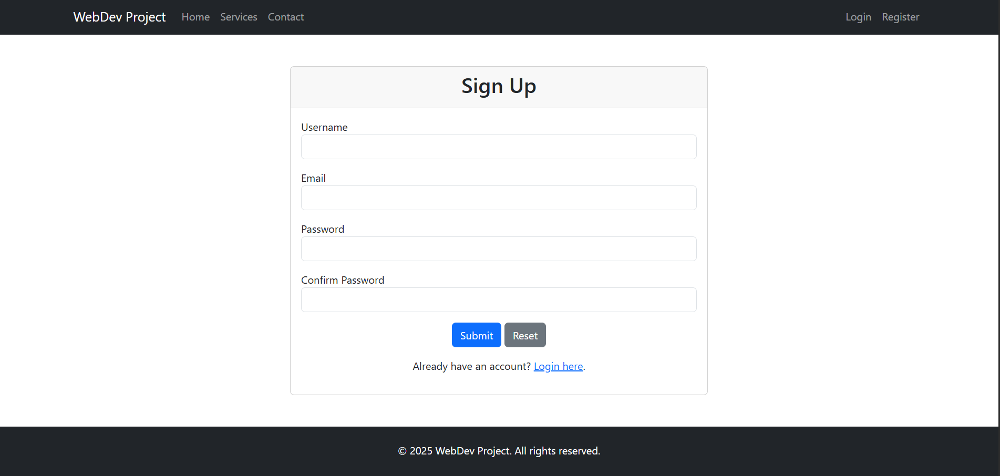 WebDev Project Home Services Contact Login Register
Sign Up
Username
Email
Password
Confirm Password
Submit Reset
Already have an account? Login here.
© 2025 WebDev Project. All rights reserved.